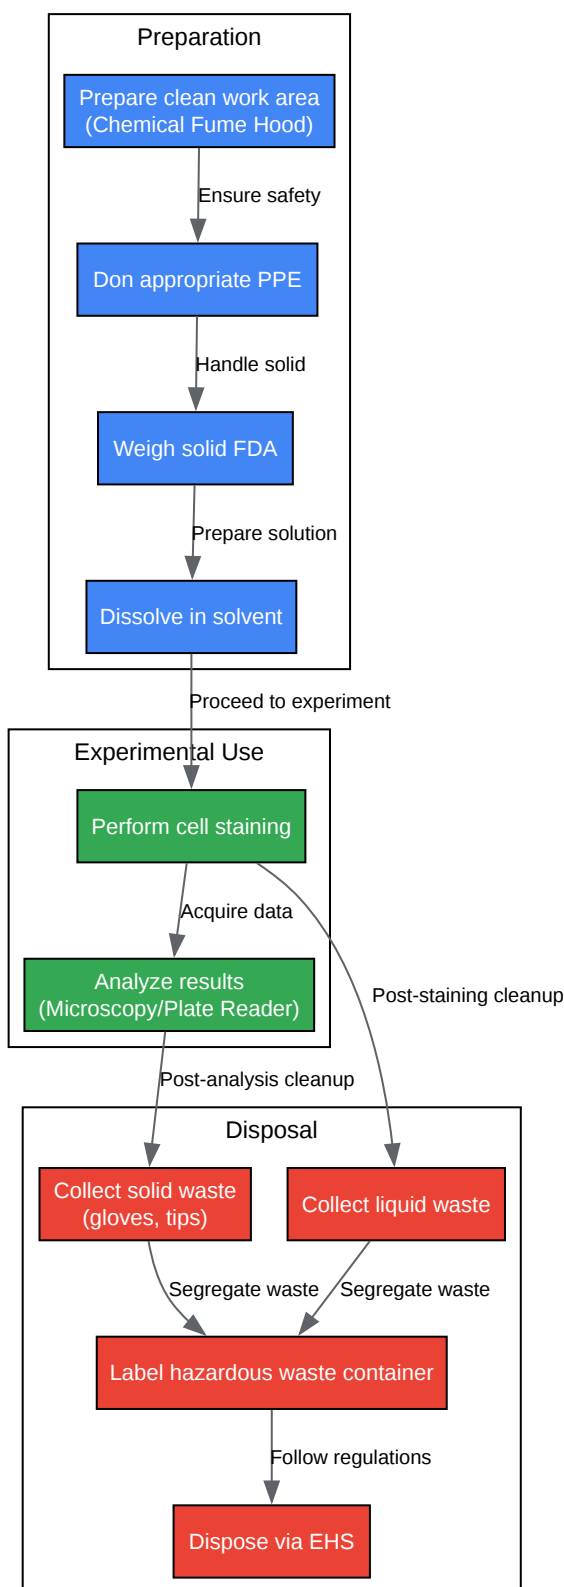 Preparation
Prepare clean work area
(Chemical Fume Hood)
Ensure safety
Don appropriate PPE
Handle solid
Weigh solid FDA
Prepare solution
Dissolve in solvent
Proceed to experiment
Experimental Use
Perform cell staining
Acquire data
Analyze results
(Microscopy/Plate Reader)
Post-staining cleanup
Post-analysis cleanup
Disposal
Collect solid waste
(gloves, tips)
Collect liquid waste
Segregate waste
Segregate waste
Label hazardous waste container
Follow regulations
Dispose via EHS